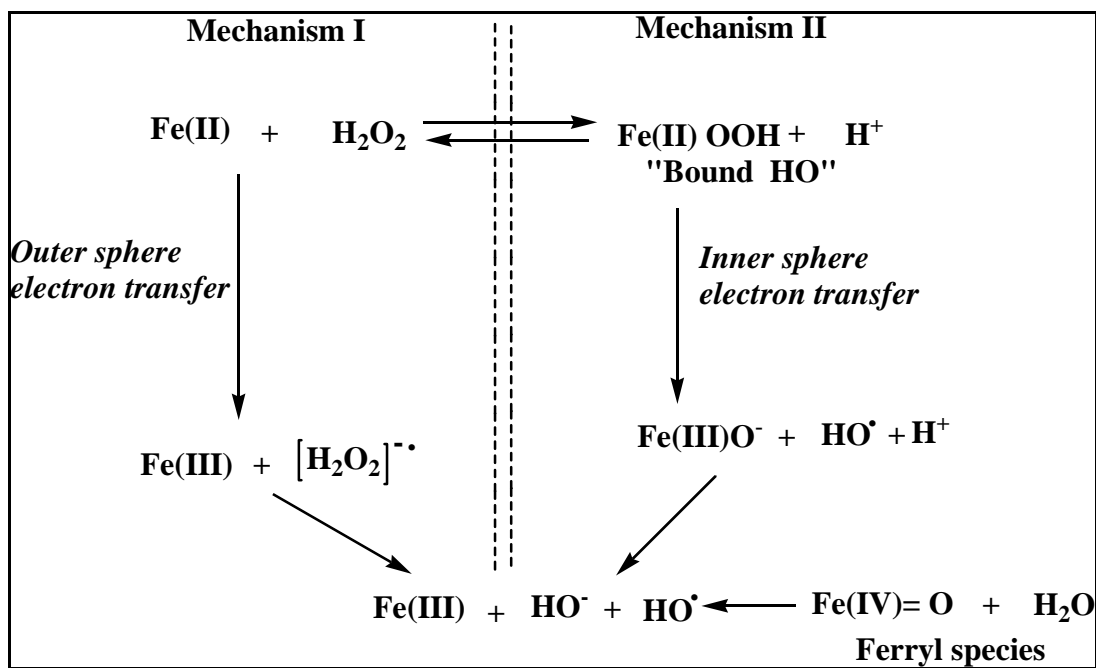 Mechanism I
Mechanism II
Fe(II) + H₂O₂
Fe(II) OOH + H⁺
"Bound HO"
Outer sphere
electron transfer
Inner sphere
electron transfer
Fe(III) + [H₂O₂]⁻•
Fe(III)O⁻ + HO• + H⁺
Fe(III) + HO⁻ + HO•
Fe(IV)= O + H₂O
Ferryl species